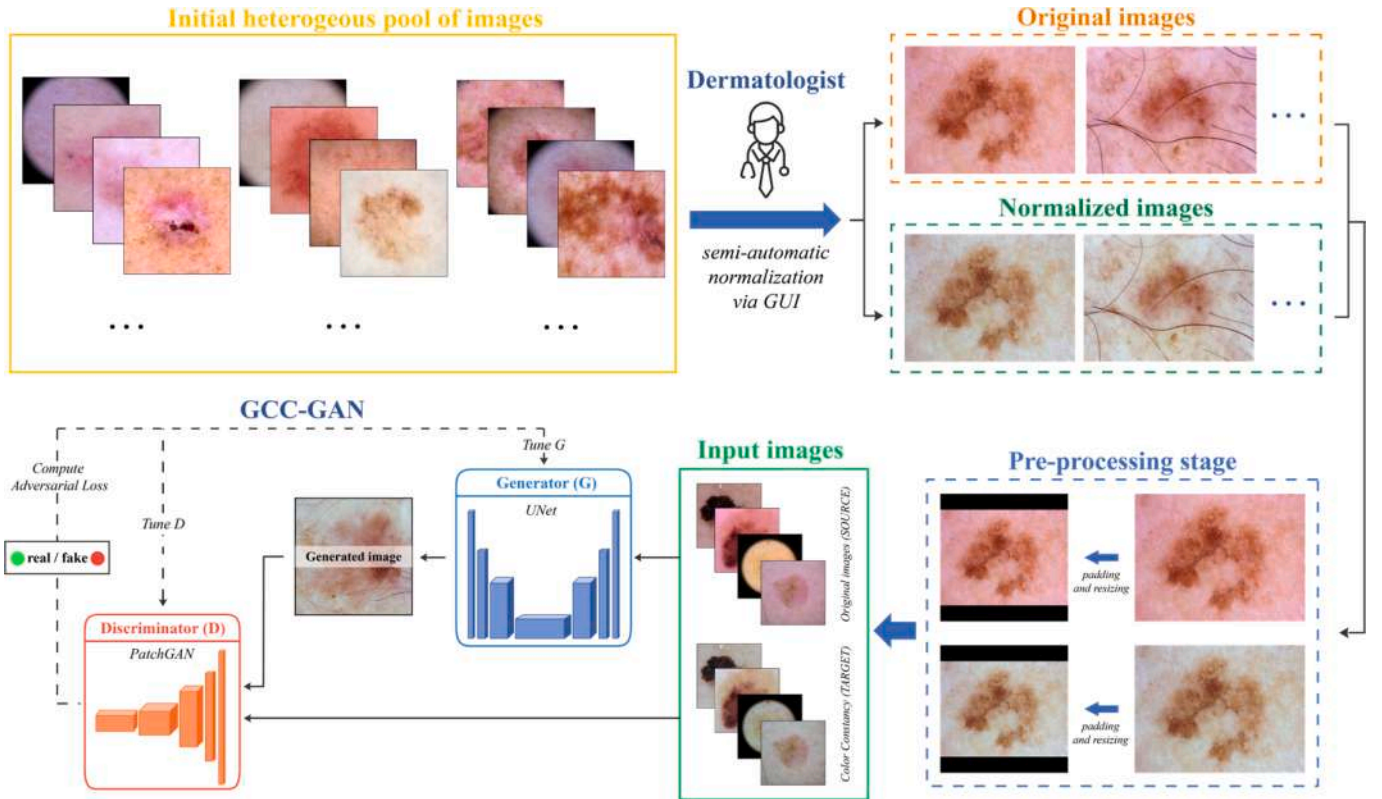 Initial heterogeous pool of images
Dermatologist
semi-automatic
normalization
via GUI
Original images
Normalized images
GCC-GAN
Compute
Adversarial Loss
Tune D
Tune G
real / fake
Discriminator (D)
PatchGAN
Generated image
Generator (G)
UNet
Input images
Original images (SOURCE)
Color Constancy (TARGET)
Pre-processing stage
padding
and resizing
padding
and resizing